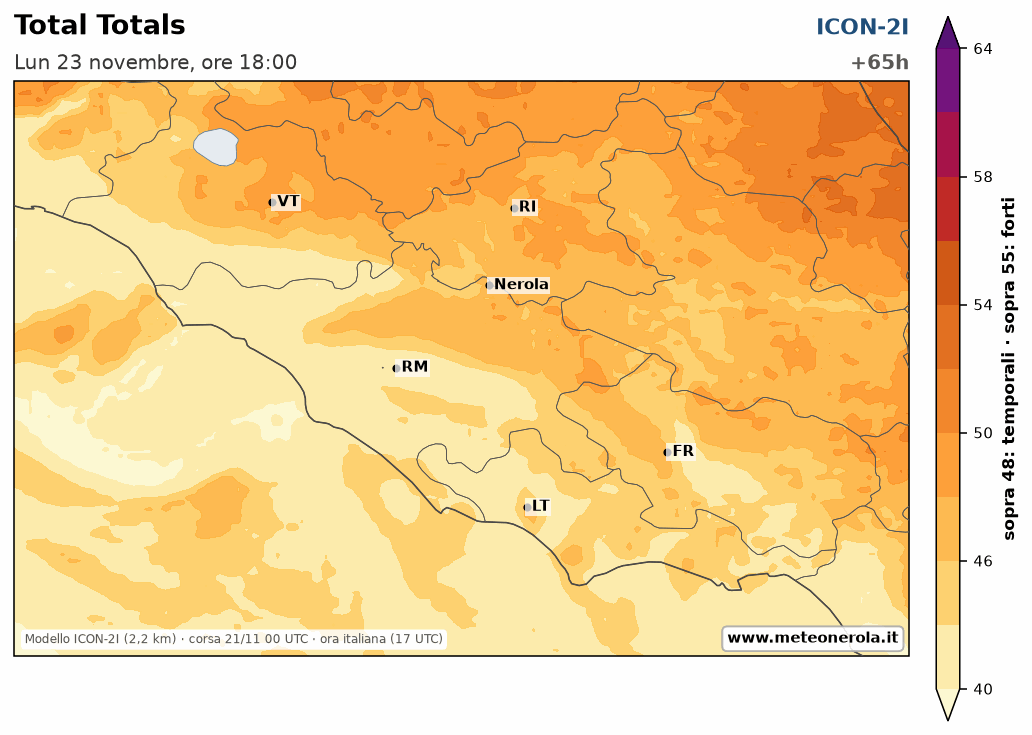 Total Totals
ICON-2I
Lun 23 novembre, ore 18:00
+65h
VT
RI
Nerola
RM
FR
LT
Modello ICON-2I (2,2 km) · corsa 21/11 00 UTC · ora italiana (17 UTC)
www.meteonerola.it
64
58
54
50
46
40
sopra 48: temporali · sopra 55: forti